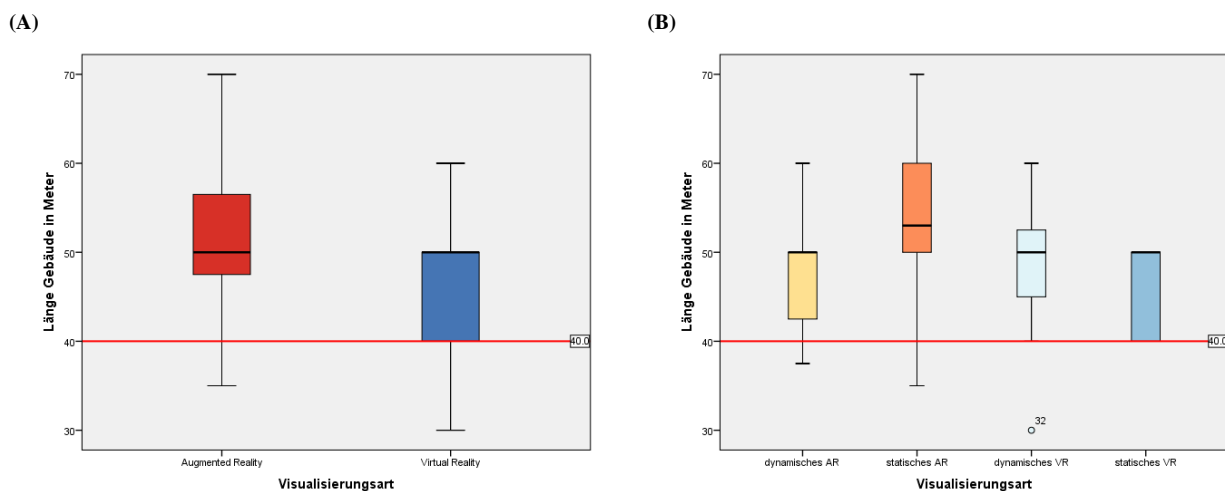 (A)
Länge Gebäude in Meter
70
60
50
40
30
40.0
Augmented Reality
Virtual Reality
Visualisierungsart
(B)
Länge Gebäude in Meter
70
60
50
40
30
40.0
32
dynamisches AR
statisches AR
dynamisches VR
statisches VR
Visualisierungsart